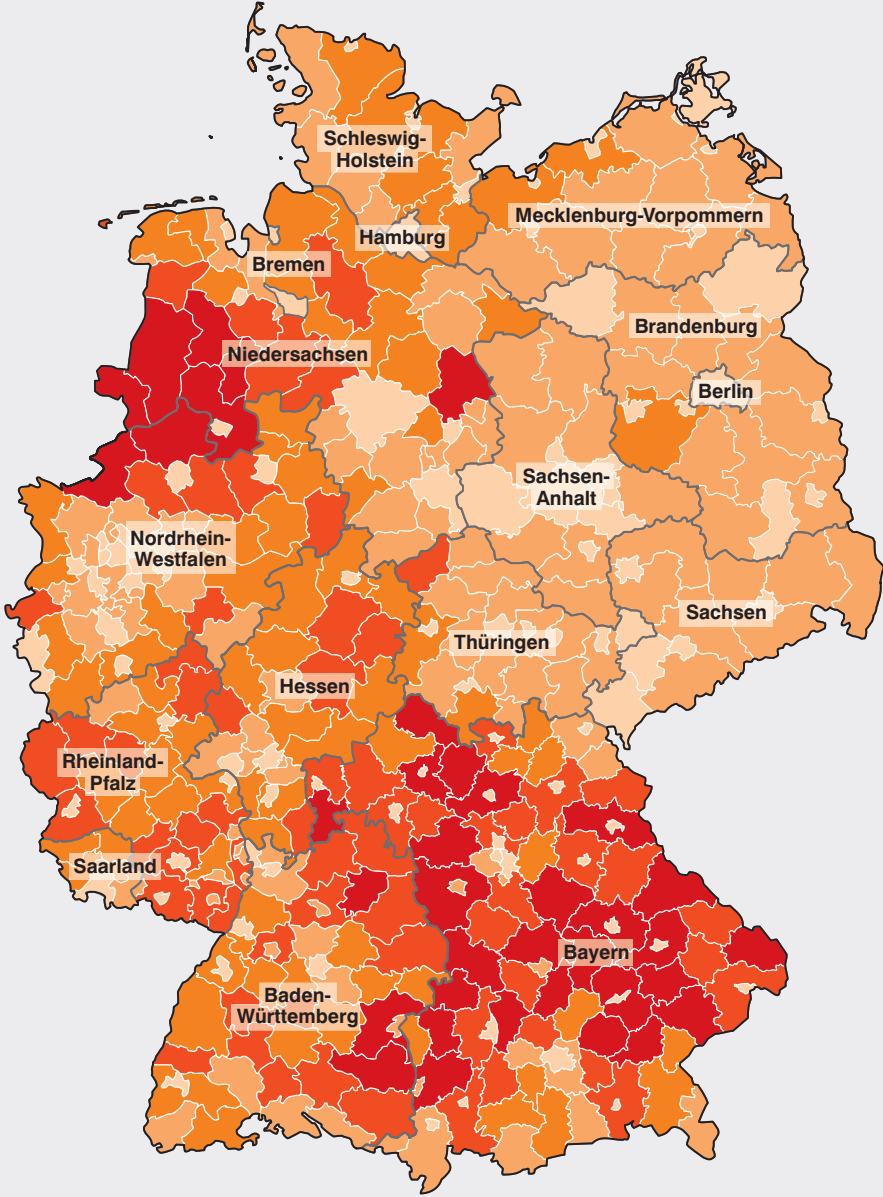 Schleswig-
Holstein
Mecklenburg-Vorpommern
Hamburg
Bremen
Brandenburg
Niedersachsen
Berlin
Sachsen-
Anhalt
Nordrhein-
Westfalen
Sachsen
Thüringen
Hessen
Rheinland-
Pfalz
Saarland
Bayern
Baden-
Württemberg